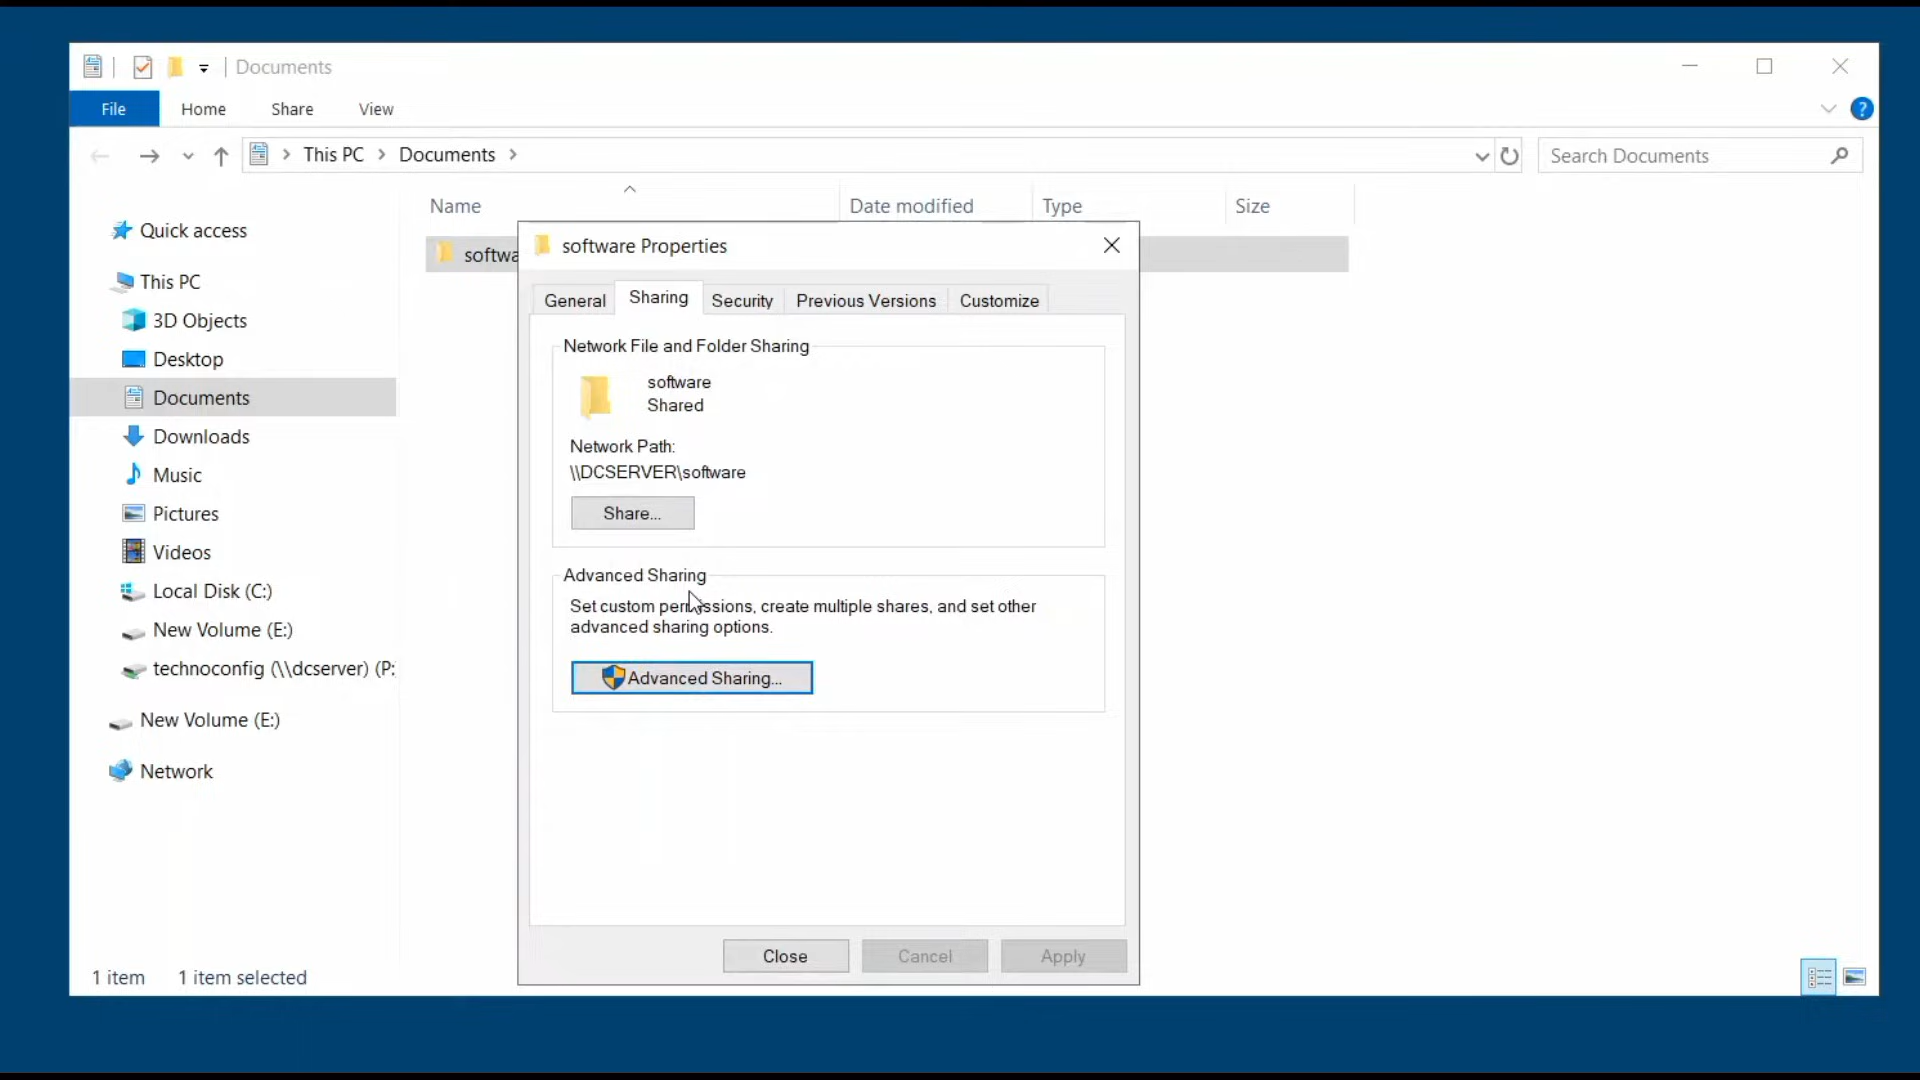 Documents
File
Home
Share
View
This PC
Documents
Search Documents
Name
Date modified
Type
Size
Quick access
This PC
3D Objects
Desktop
Documents
Downloads
Music
Pictures
Videos
Local Disk (C:)
New Volume (E:)
technoconfig (\\dcserver) (P:
New Volume (E:)
Network
softwa
software Properties
General
Sharing
Security
Previous Versions
Customize
Network File and Folder Sharing
software
Shared
Network Path:
\\DCSERVER\software
Share...
Advanced Sharing
Set custom permissions, create multiple shares, and set other
advanced sharing options.
Advanced Sharing...
Close
Cancel
Apply
1 item
1 item selected